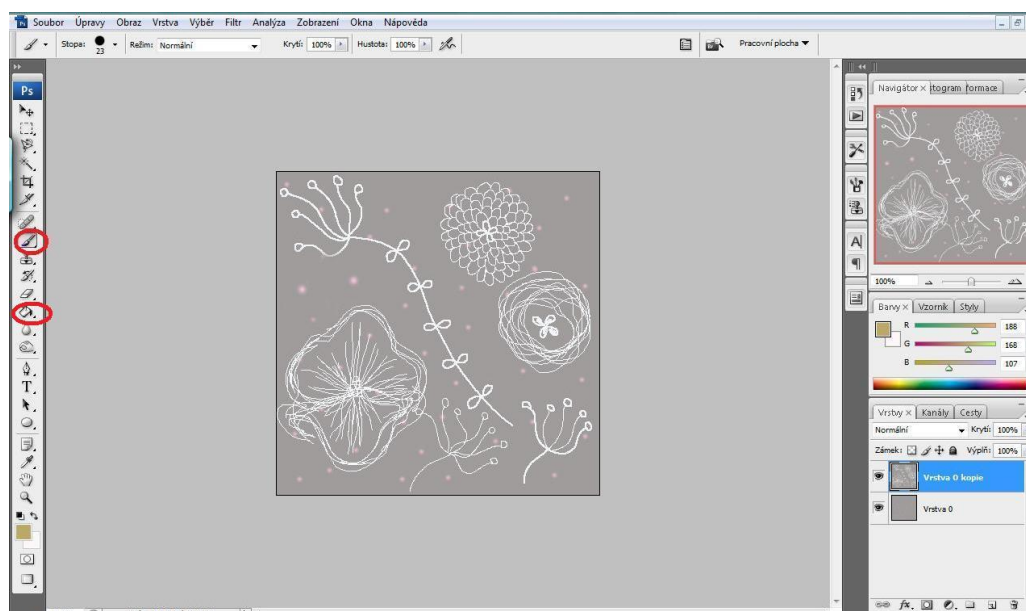 Ps Soubor Úpravy Obraz Vrstva Výběr Filtr Analýza Zobrazení Okna Nápověda
Stopa: 23 Režim: Normální Krytí: 100% Hustota: 100% Pracovní plocha
Ps
Navigátor × formace
100%
Barvy × Vzorník Styly
R 188
G 168
B 107
Vrstvy × Kanály Cesty
Normální Krytí: 100%
Zámek: Výplň: 100%
Vrstva 0 kopie
Vrstva 0
T
A
fx.